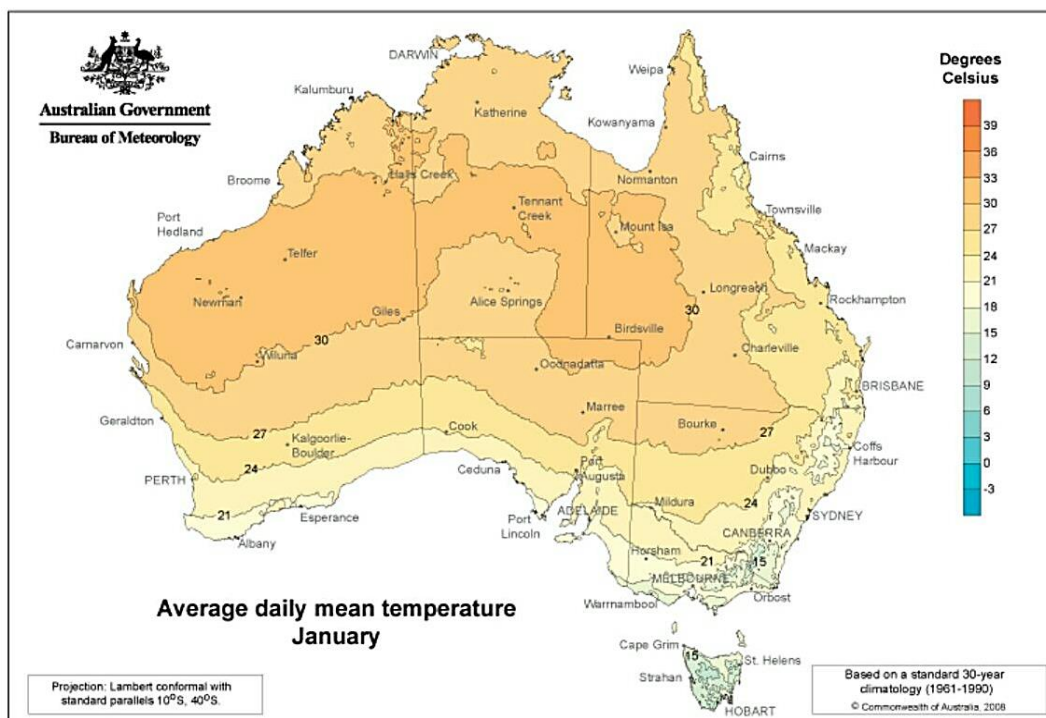 Australian Government
Bureau of Meteorology
DARWIN
Kalumburu
Katherine
Weipa
Kowanyama
Cairns
Broome
Halls Creek
Normanton
Port
Hedland
Tennant
Creek
Townsville
Mount Isa
Mackay
Telfer
Newman
Alice Springs
Longreach
Rockhampton
Giles
30
30
Carnarvon
Wiluna
Birdsville
Oodnadatta
Charleville
BRISBANE
Geraldton
Marree
27
Cook
Bourke
27
Kalgoorlie-
Boulder
Coffs
Harbour
24
Ceduna
Port
Augusta
Dubbo
PERTH
Mildura
24
21
Esperance
Port
Lincoln
ADELAIDE
SYDNEY
CANBERRA
Albany
Horsham
21
15
MELBOURNE
Warrnambool
Orbost
Cape Grim
15
St. Helens
Strahan
HOBART
Degrees
Celsius
39
36
33
30
27
24
21
18
15
12
9
6
3
0
-3
Average daily mean temperature
January
Projection: Lambert conformal with
standard parallels 10°S, 40°S.
Based on a standard 30-year
climatology (1961-1990)
© Commonwealth of Australia, 2008